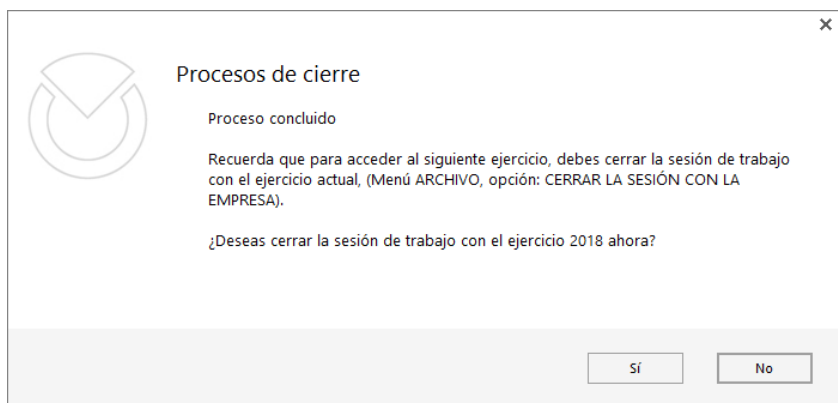 Procesos de cierre
Proceso concluido
Recuerda que para acceder al siguiente ejercicio, debes cerrar la sesión de trabajo
con el ejercicio actual, (Menú ARCHIVO, opción: CERRAR LA SESIÓN CON LA
EMPRESA).
¿Deseas cerrar la sesión de trabajo con el ejercicio 2018 ahora?
Sí
No